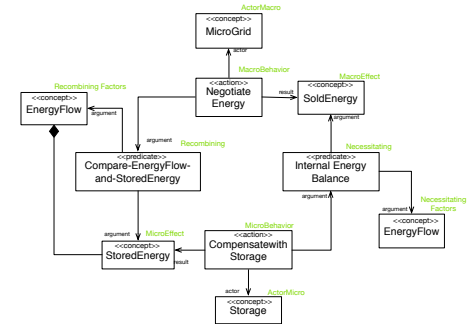 ActorMacro
<<concept>>
MicroGrid
actor
MacroBehavior
<<action>>
Negotiate
Energy
result
MacroEffect
<<concept>>
SoldEnergy
argument
Recombining Factors
<<concept>>
EnergyFlow
argument
argument
Recombining
<<predicate>>
Compare-EnergyFlow-
and-StoredEnergy
Necessitating
<<predicate>>
Internal Energy
Balance
argument
argument
Necessitating
Factors
<<concept>>
EnergyFlow
argument
MicroEffect
<<concept>>
StoredEnergy
result
MicroBehavior
<<action>>
Compensatewith
Storage
actor
ActorMicro
<<concept>>
Storage